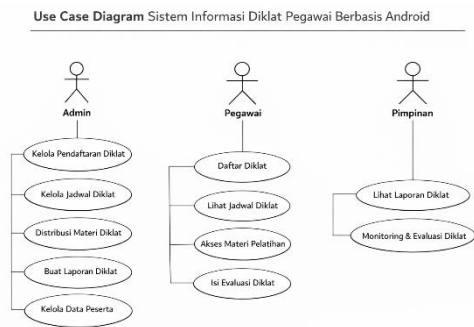 Use Case Diagram Sistem Informasi Diklat Pegawai Berbasis Android
Admin
Kelola Pendaftaran Diklat
Kelola Jadwal Diklat
Distribusi Materi Diklat
Buat Laporan Diklat
Kelola Data Peserta
Pegawai
Daftar Diklat
Lihat Jadwal Diklat
Akses Materi Pelatihan
Isi Evaluasi Diklat
Pimpinan
Lihat Laporan Diklat
Monitoring & Evaluasi Diklat